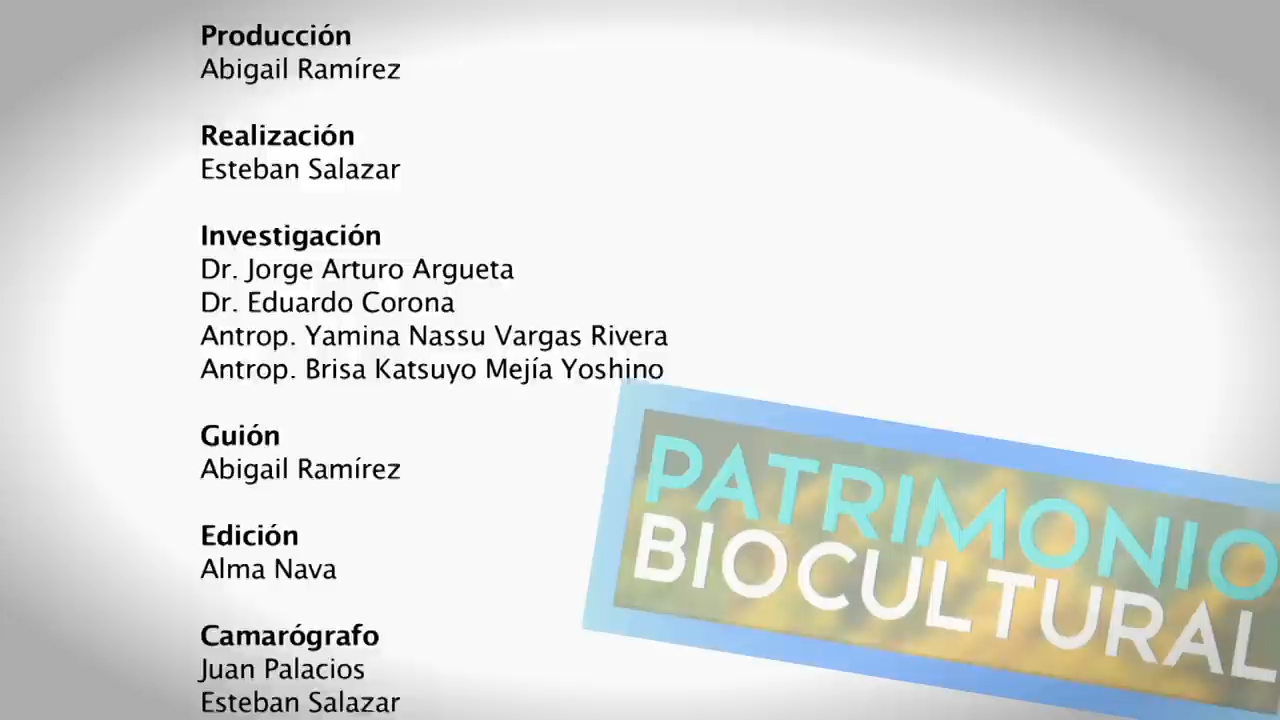 Producción
Abigail Ramírez
Realización
Esteban Salazar
Investigación
Dr. Jorge Arturo Argueta
Dr. Eduardo Corona
Antrop. Yamina Nassu Vargas Rivera
Antrop. Brisa Katsuyo Mejía Yoshino
Guión
Abigail Ramírez
Edición
Alma Nava
Camarógrafo
Juan Palacios
Esteban Salazar
PATRIMONIO
BIOCULTURAL